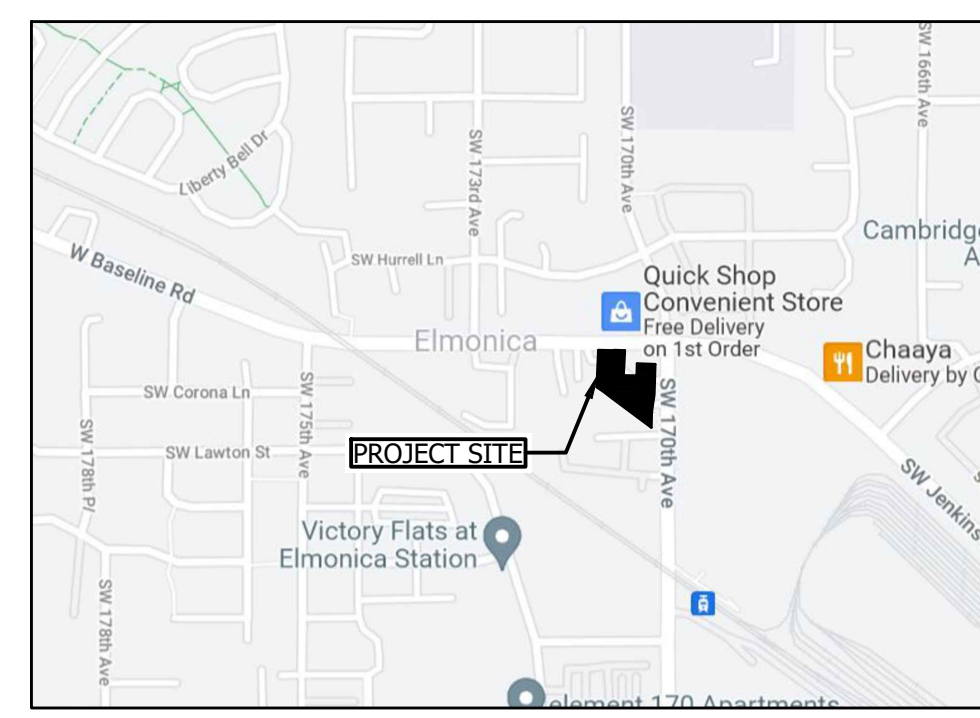 SW 166th Ave
SW 170th Ave
SW 173rd Ave
Liberty Bell Dr
Cambridge
A
SW Hurrell Ln
W Baseline Rd
Quick Shop
Convenient Store
Free Delivery
on 1st Order
Elmonica
Chaaya
Delivery by
SW Corona Ln
SW 175th Ave
SW 170th Ave
SW 178th Pl
SW Lawton St
PROJECT SITE
SW Jenkins
Victory Flats at
Elmonica Station
SW 178th Ave
element 170 Apartments